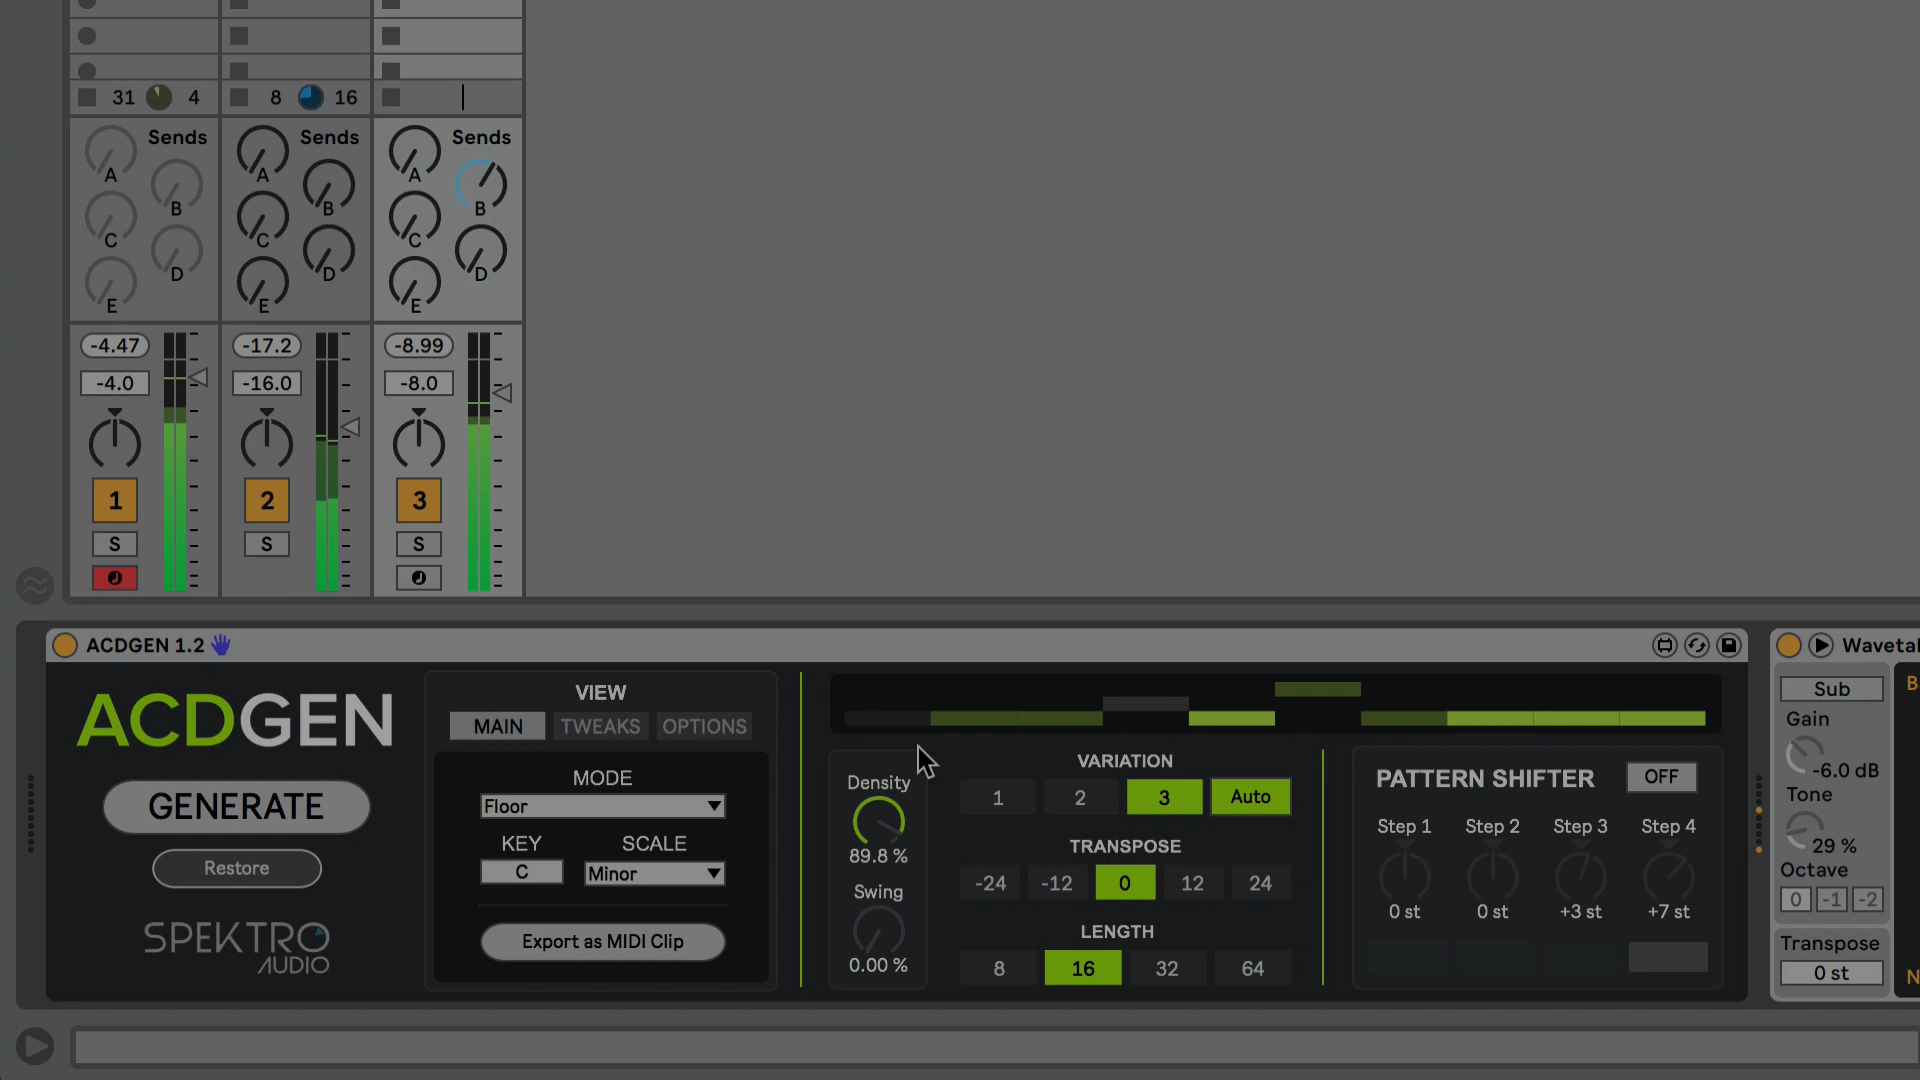 31 4 8 16
Sends Sends Sends
A A A
B B B
C C C
D D D
E E E
-4.47 -17.2 -8.99
-4.0 -16.0 -8.0
1 2 3
S S S
ACDGEN 1.2
ACDGEN
GENERATE
Restore
SPEKTRO
AUDIO
VIEW
MAIN TWEAKS OPTIONS
MODE
Floor
KEY SCALE
C Minor
Export as MIDI Clip
Density
89.8 %
Swing
0.00 %
VARIATION
1 2 3 Auto
TRANSPOSE
-24 -12 0 12 24
LENGTH
8 16 32 64
PATTERN SHIFTER OFF
Step 1 Step 2 Step 3 Step 4
0 st 0 st +3 st +7 st
Sub
Gain
-6.0 dB
Tone
29 %
Octave
0 -1 -2
Transpose
0 st